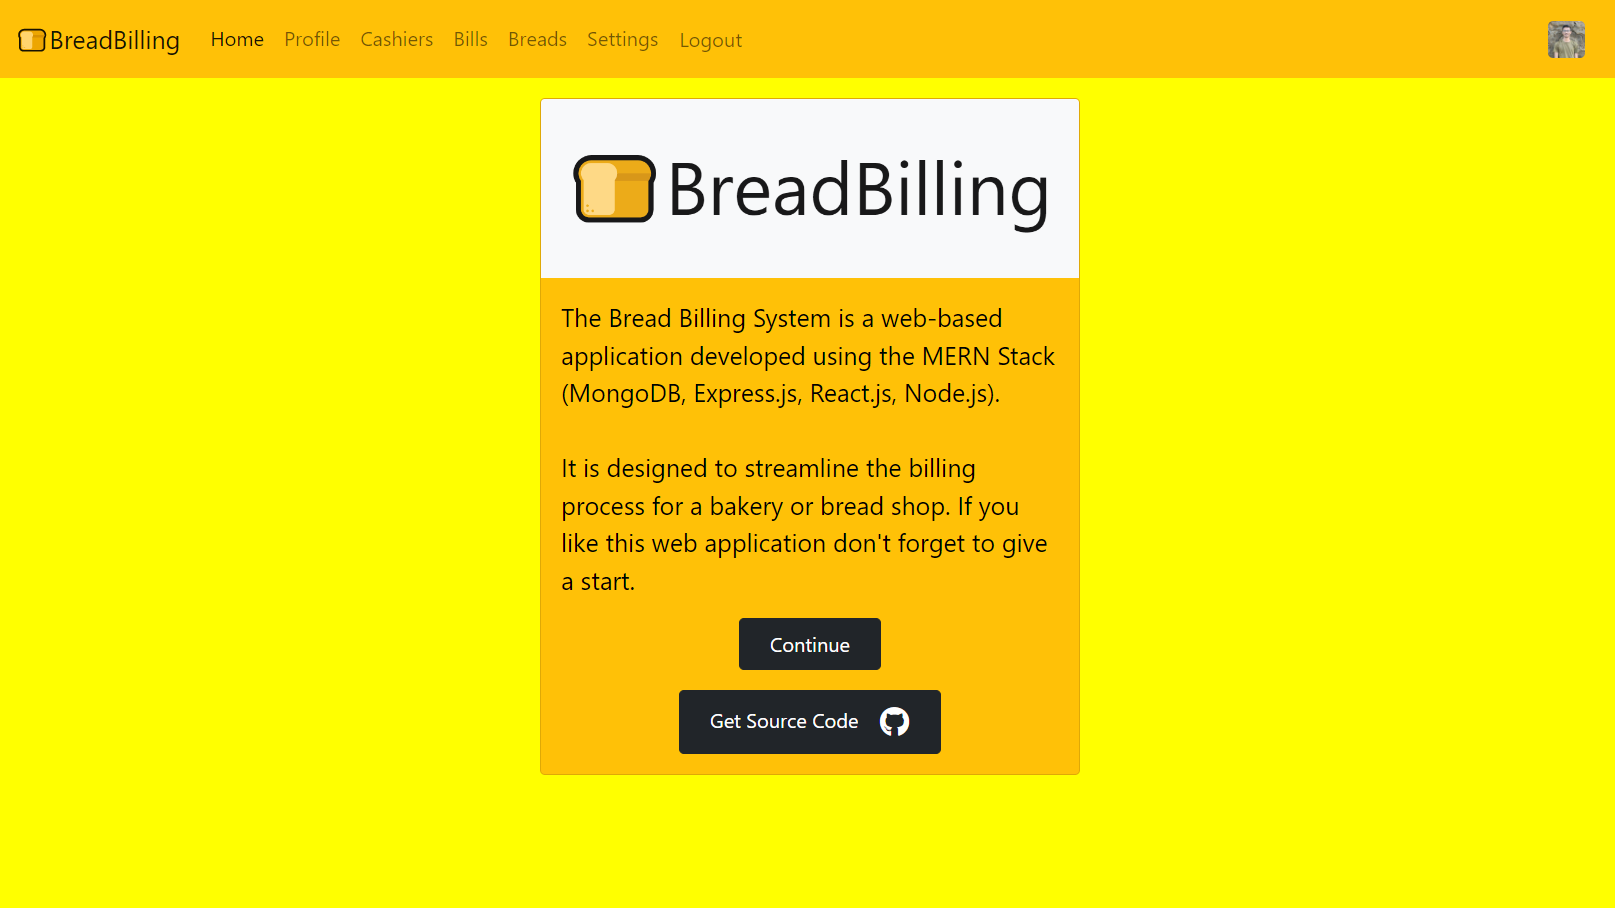 BreadBilling Home Profile Cashiers Bills Breads Settings Logout
BreadBilling
The Bread Billing System is a web-based
application developed using the MERN Stack
(MongoDB, Express.js, React.js, Node.js).
It is designed to streamline the billing
process for a bakery or bread shop. If you
like this web application don't forget to give
a start.
Continue
Get Source Code